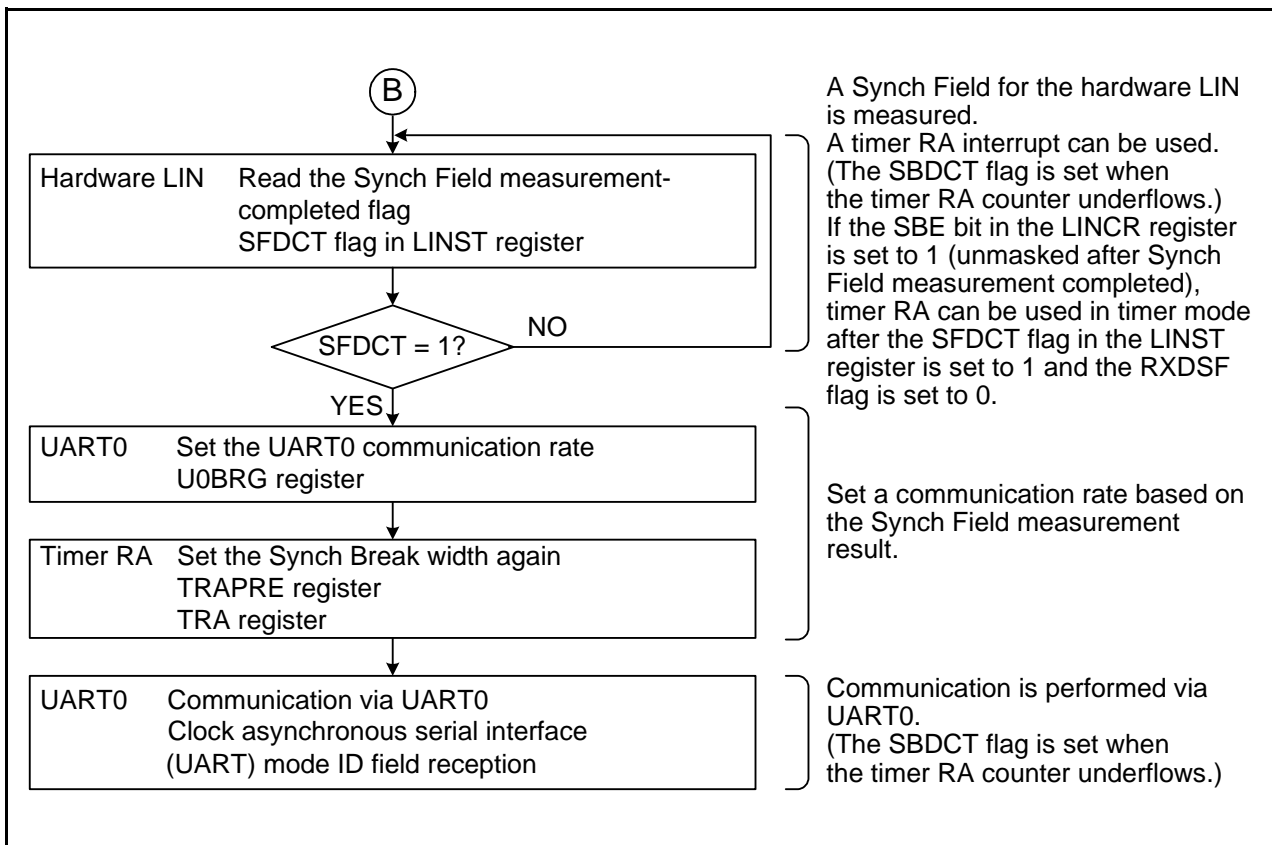 B
Hardware LIN Read the Synch Field measurement-
completed flag
SFDCT flag in LINST register
A Synch Field for the hardware LIN
is measured.
A timer RA interrupt can be used.
(The SBDCT flag is set when
the timer RA counter underflows.)
If the SBE bit in the LINCR register
is set to 1 (unmasked after Synch
Field measurement completed),
timer RA can be used in timer mode
after the SFDCT flag in the LINST
register is set to 1 and the RXDSF
flag is set to 0.
SFDCT = 1?
NO
YES
UART0 Set the UART0 communication rate
U0BRG register
Timer RA Set the Synch Break width again
TRAPRE register
TRA register
Set a communication rate based on
the Synch Field measurement
result.
UART0 Communication via UART0
Clock asynchronous serial interface
(UART) mode ID field reception
Communication is performed via
UART0.
(The SBDCT flag is set when
the timer RA counter underflows.)